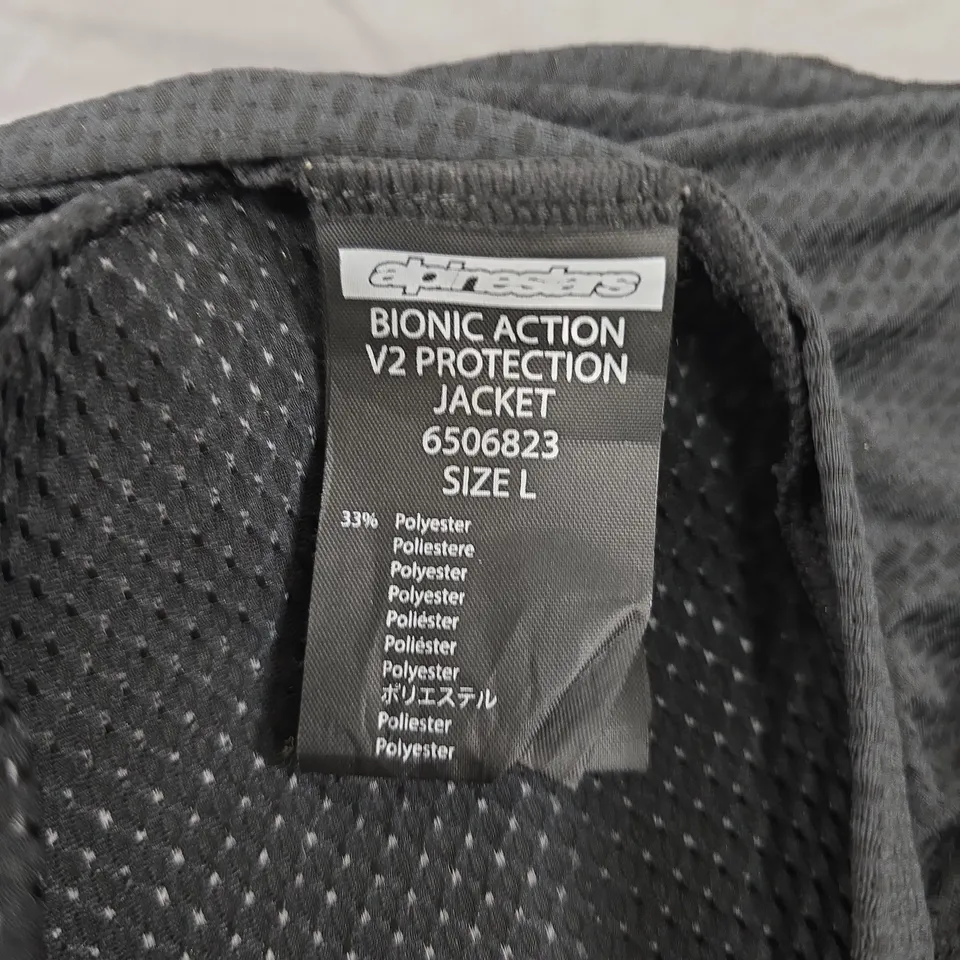 alpinestars
BIONIC ACTION
V2 PROTECTION
JACKET
6506823
SIZE L
33% Polyester
Poliestere
Polyester
Polyester
Poliéster
Poliéster
Polyester
ポリエステル
Poliester
Polyester